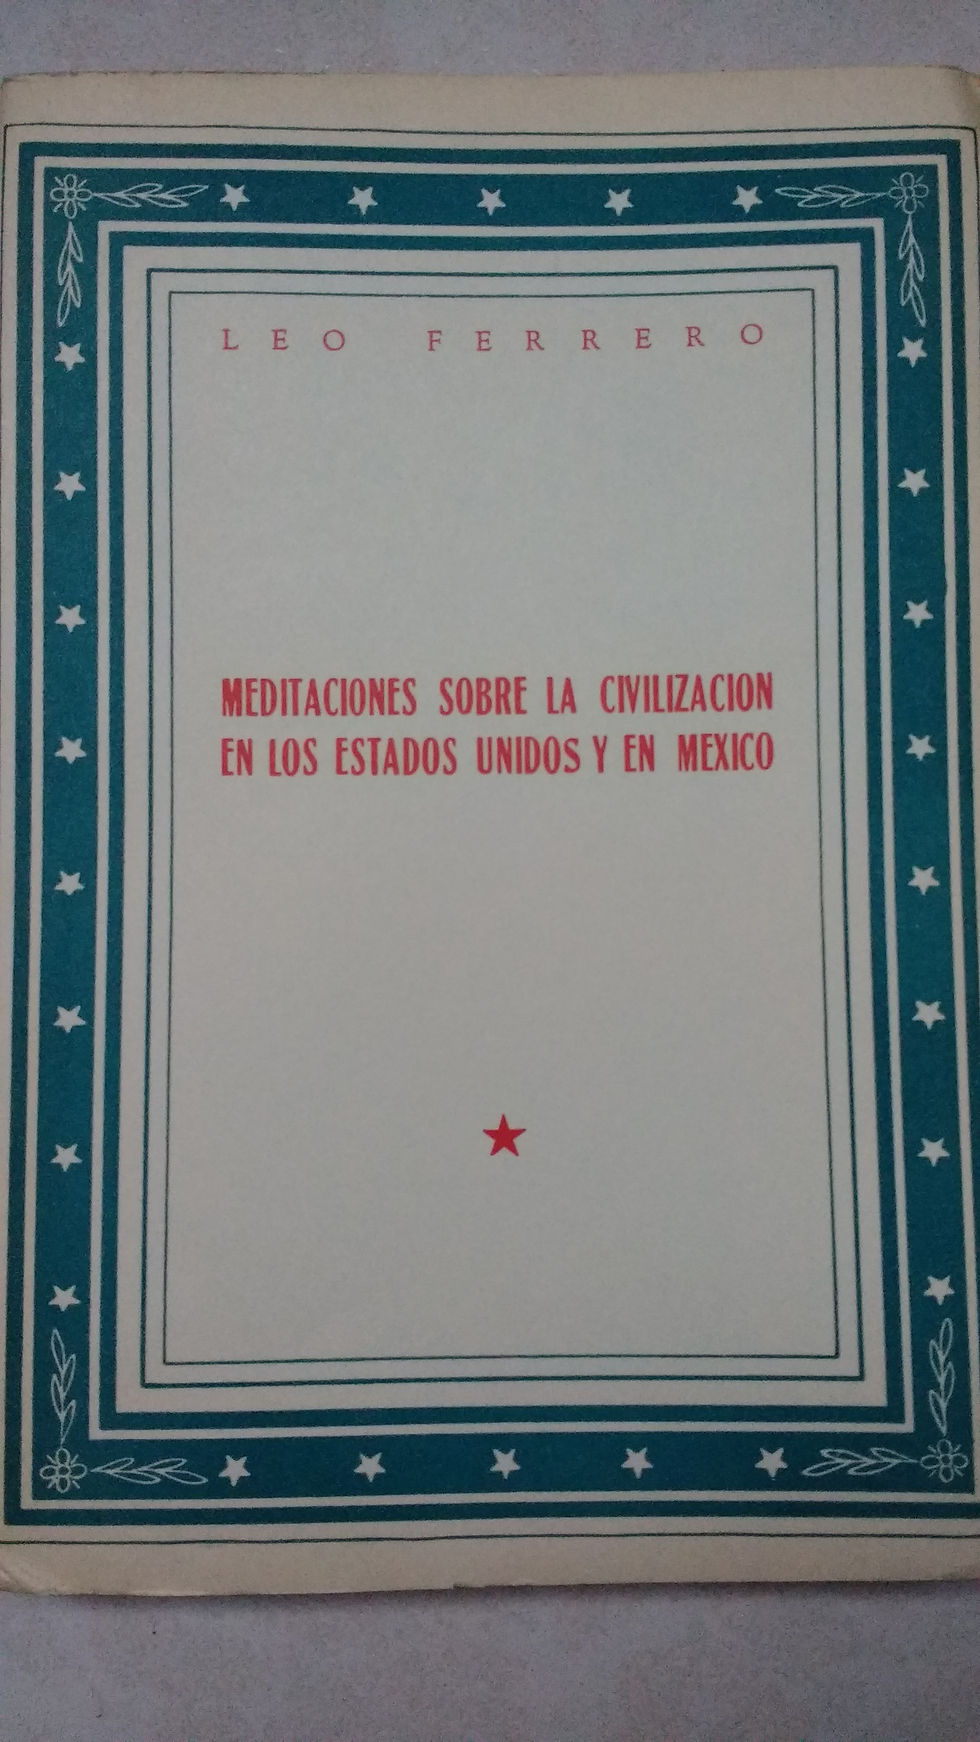 LEO FERRERO
MEDITACIONES SOBRE LA CIVILIZACION
EN LOS ESTADOS UNIDOS Y EN MEXICO